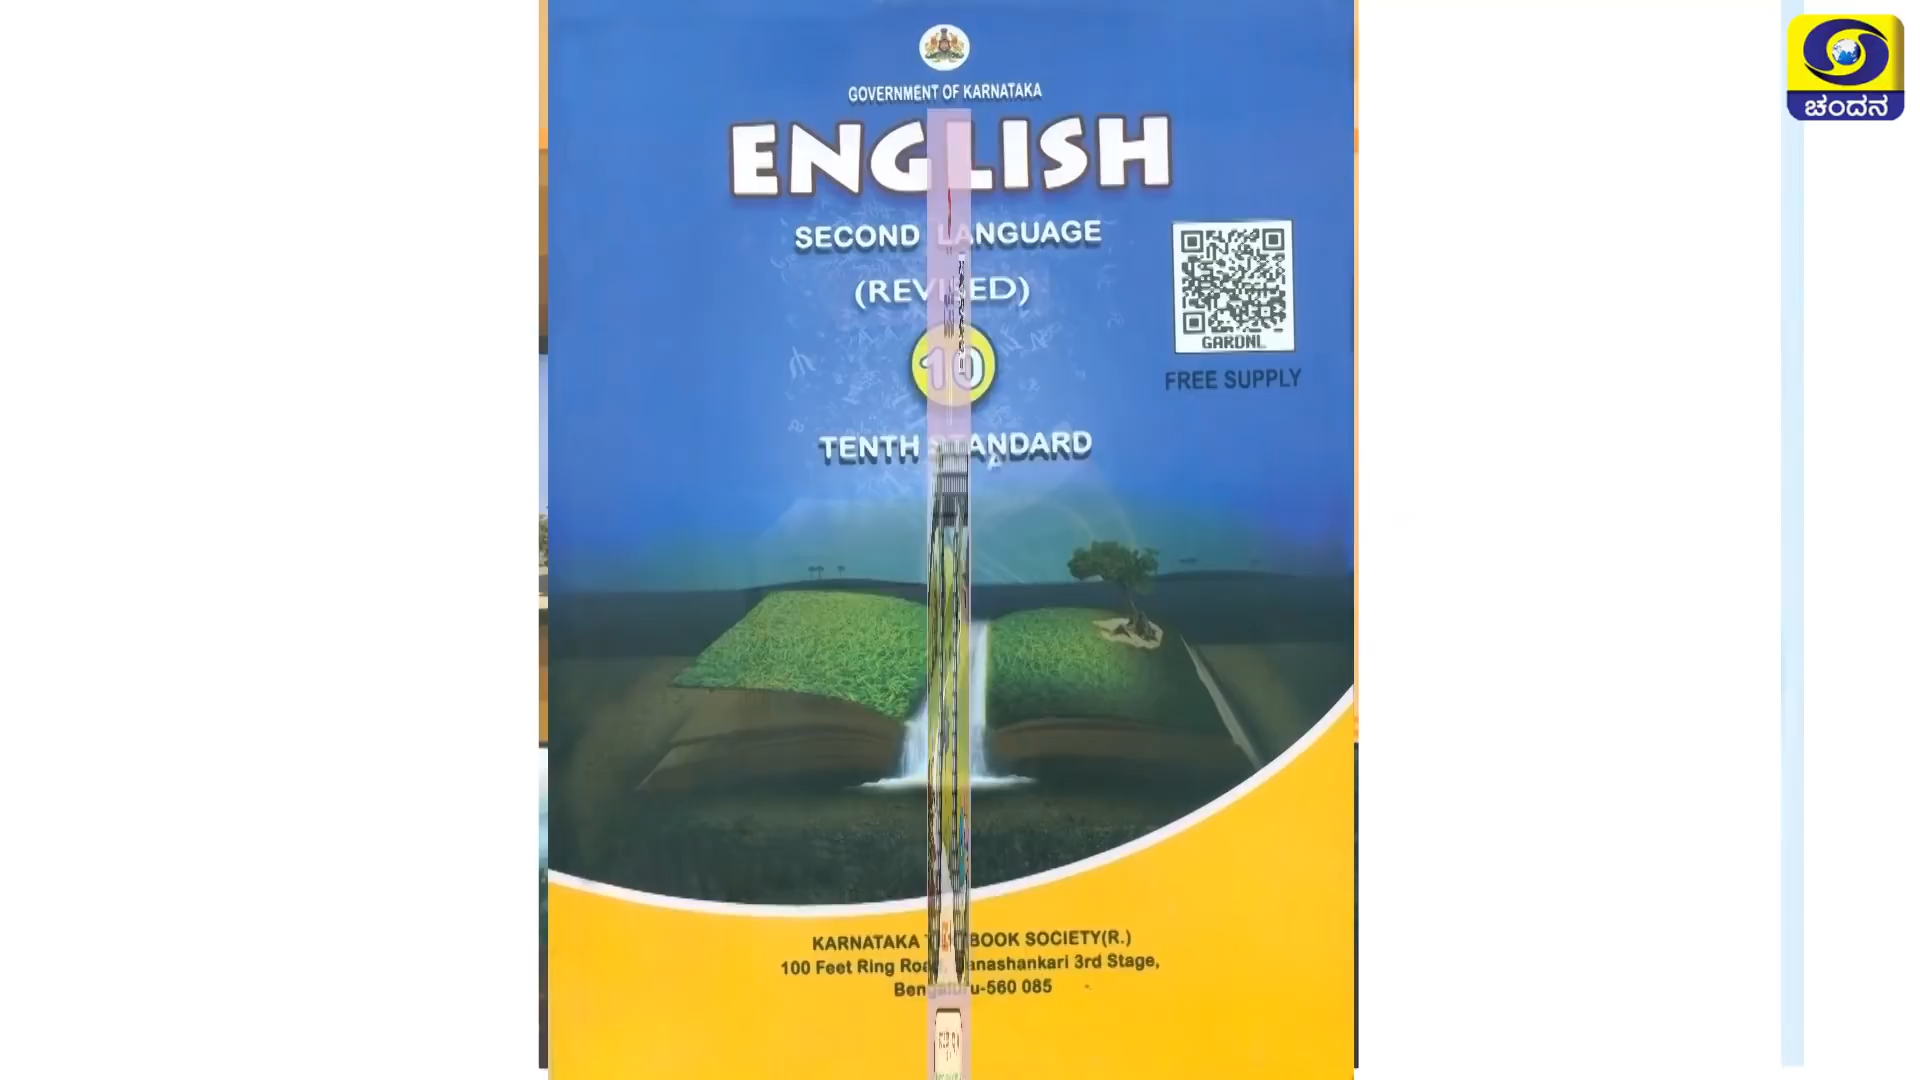 GOVERNMENT OF KARNATAKA
ENGLISH
SECOND LANGUAGE
(REVISED)
10
TENTH STANDARD
GARDNL
FREE SUPPLY
KARNATAKA TEXTBOOK SOCIETY(R.)
100 Feet Ring Road, Banashankari 3rd Stage,
Bengaluru-560 085
ಚಂದನ